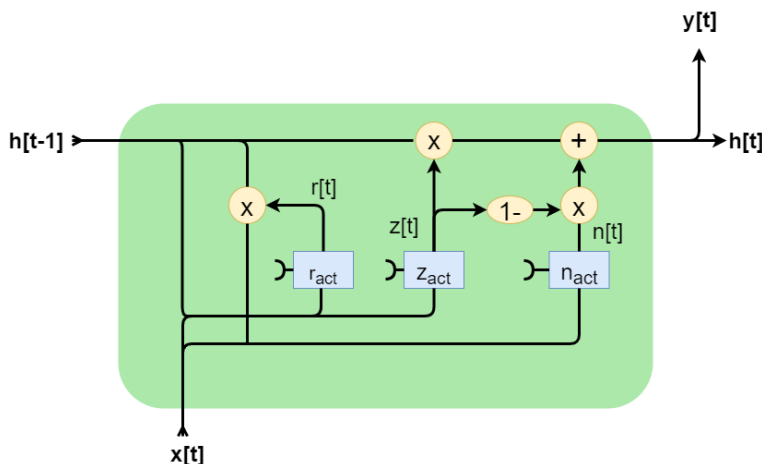 y[t]
h[t-1]
x
+
h[t]
r[t]
x
z[t]
1-
x
n[t]
r_act
z_act
n_act
x[t]